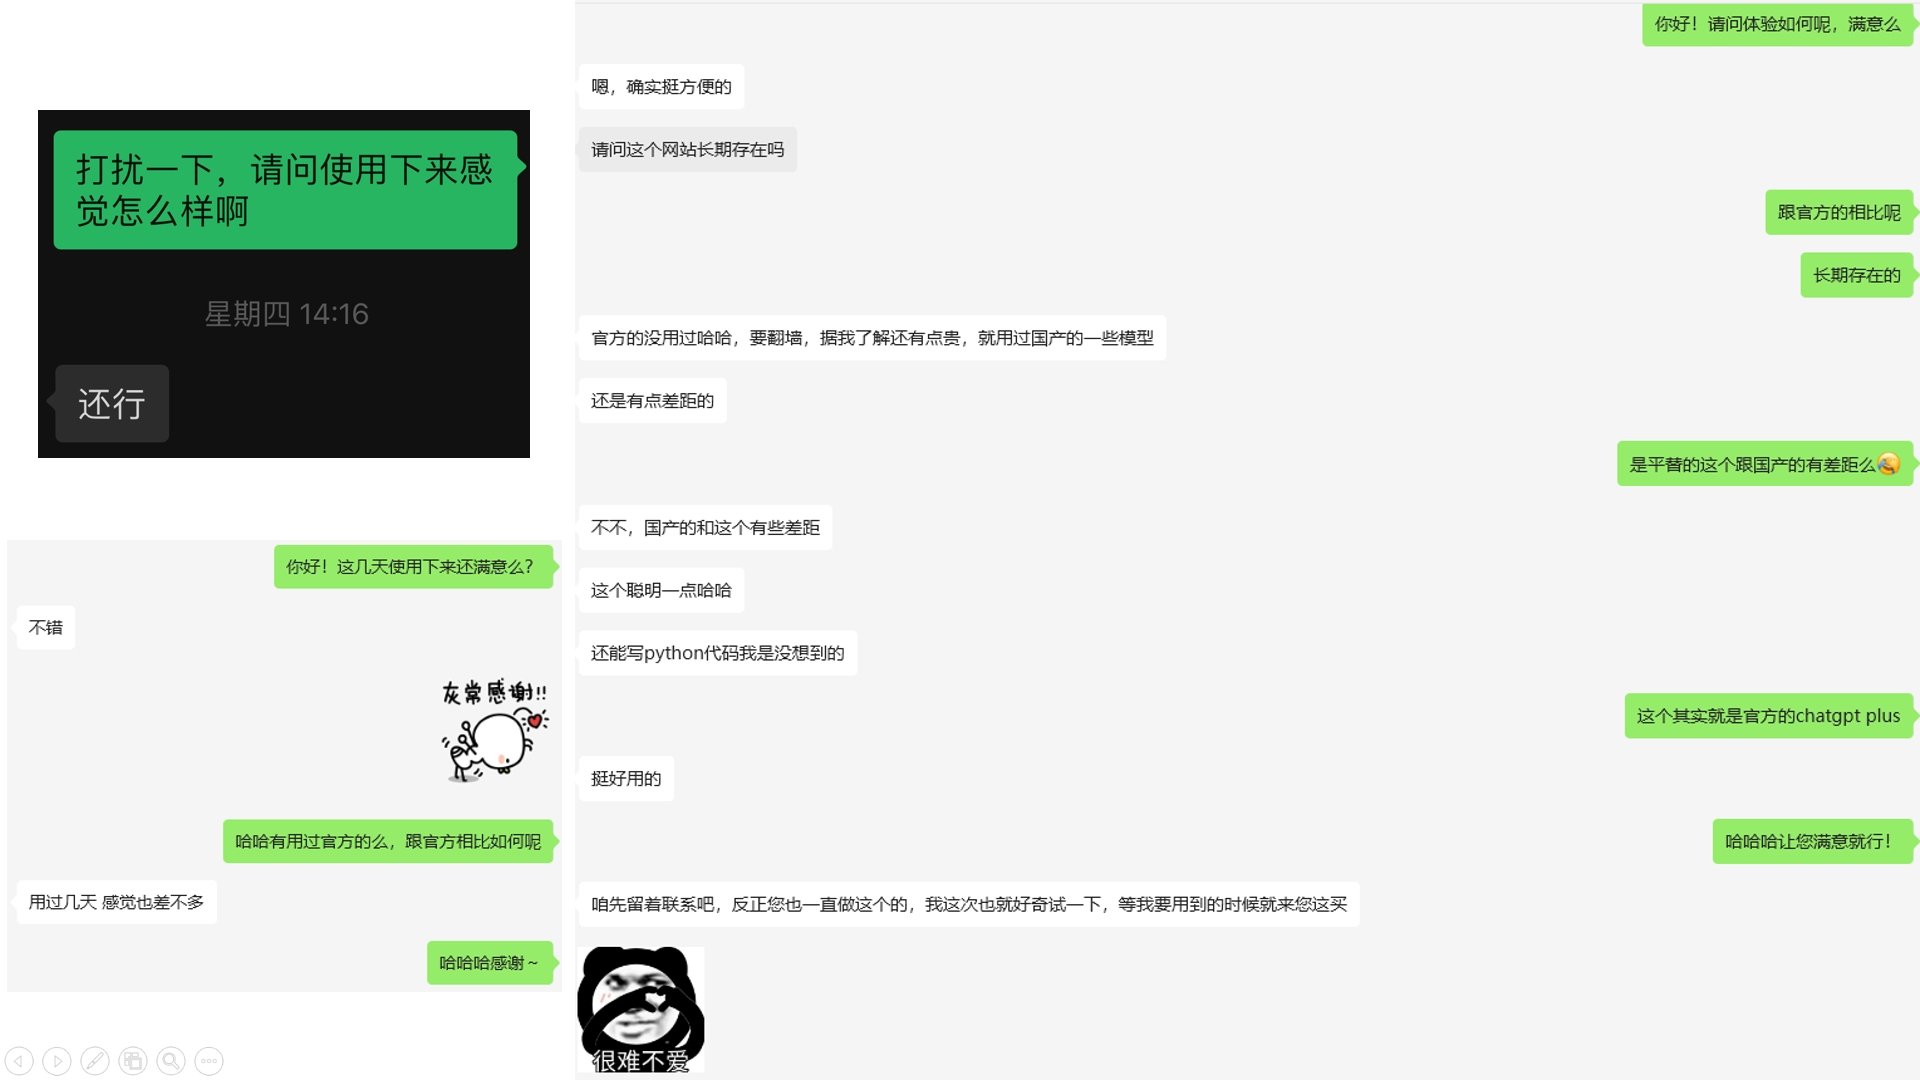 打扰一下，请问使用下来感
觉怎么样啊
星期四 14:16
还行
你好！这几天使用下来还满意么？
不错
灰常感谢!!
哈哈有用过官方的么，跟官方相比如何呢
用过几天 感觉也差不多
哈哈哈感谢～
你好！请问体验如何呢，满意么
嗯，确实挺方便的
请问这个网站长期存在吗
跟官方的相比呢
长期存在的
官方的没用过哈哈，要翻墙，据我了解还有点贵，就用过国产的一些模型
还是有点差距的
是平替的这个跟国产的有差距么
不不，国产的和这个有些差距
这个聪明一点哈哈
还能写python代码我是没想到的
这个其实就是官方的chatgpt plus
挺好用的
哈哈哈让您满意就行！
咱先留着联系吧，反正您也一直做这个的，我这次也就好奇试一下，等我要用到的时候就来您这买
很难不爱